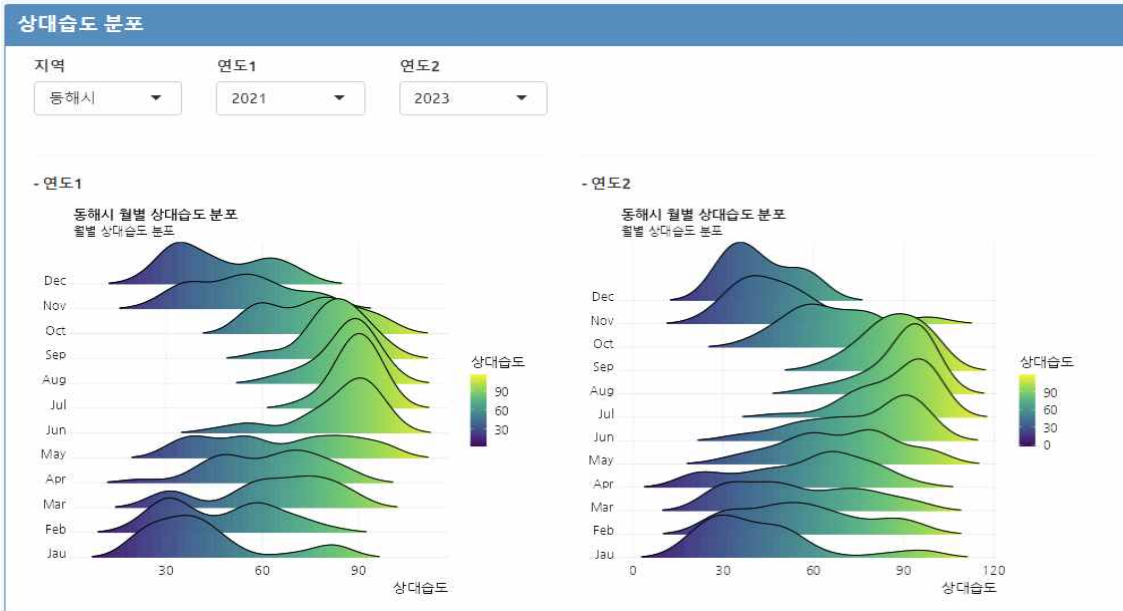 상대습도 분포
지역 연도1 연도2
동해시 2021 2023
- 연도1
동해시 월별 상대습도 분포
월별 상대습도 분포
Dec
Nov
Oct
Sep
Aug
Jul
Jun
May
Apr
Mar
Feb
Jau
30 60 90
상대습도
상대습도
90
60
30
- 연도2
동해시 월별 상대습도 분포
월별 상대습도 분포
Dec
Nov
Oct
Sep
Aug
Jul
Jun
May
Apr
Mar
Feb
Jau
0 30 60 90 120
상대습도
상대습도
90
60
30
0